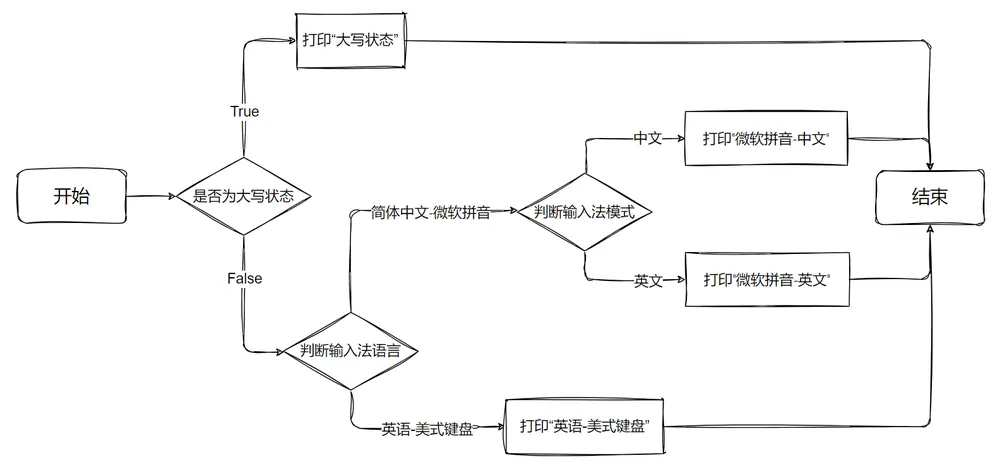 打印“大写状态”
True
中文
打印"微软拼音-中文"
开始
是否为大写状态
结束
简体中文-微软拼音
判断输入法模式
False
英文
打印"微软拼音-英文"
判断输入法语言
英语-美式键盘
打印“英语-美式键盘”